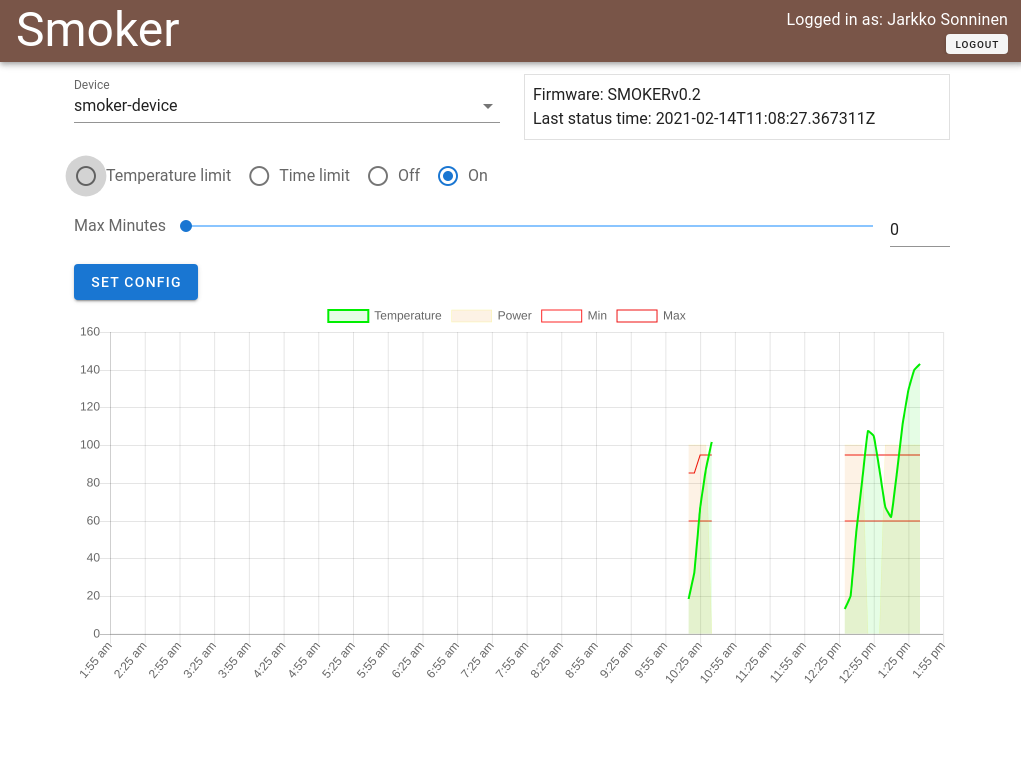 Smoker
Logged in as: Jarkko Sonninen
LOGOUT
Device
smoker-device
Firmware: SMOKERv0.2
Last status time: 2021-02-14T11:08:27.367311Z
Temperature limit Time limit Off On
Max Minutes 0
SET CONFIG
Temperature Power Min Max
160
140
120
100
80
60
40
20
0
1:55 am 2:25 am 2:55 am 3:25 am 3:55 am 4:25 am 4:55 am 5:25 am 5:55 am 6:25 am 6:55 am 7:25 am 7:55 am 8:25 am 8:55 am 9:25 am 9:55 am 10:25 am 10:55 am 11:25 am 11:55 am 12:25 pm 12:55 pm 1:25 pm 1:55 pm